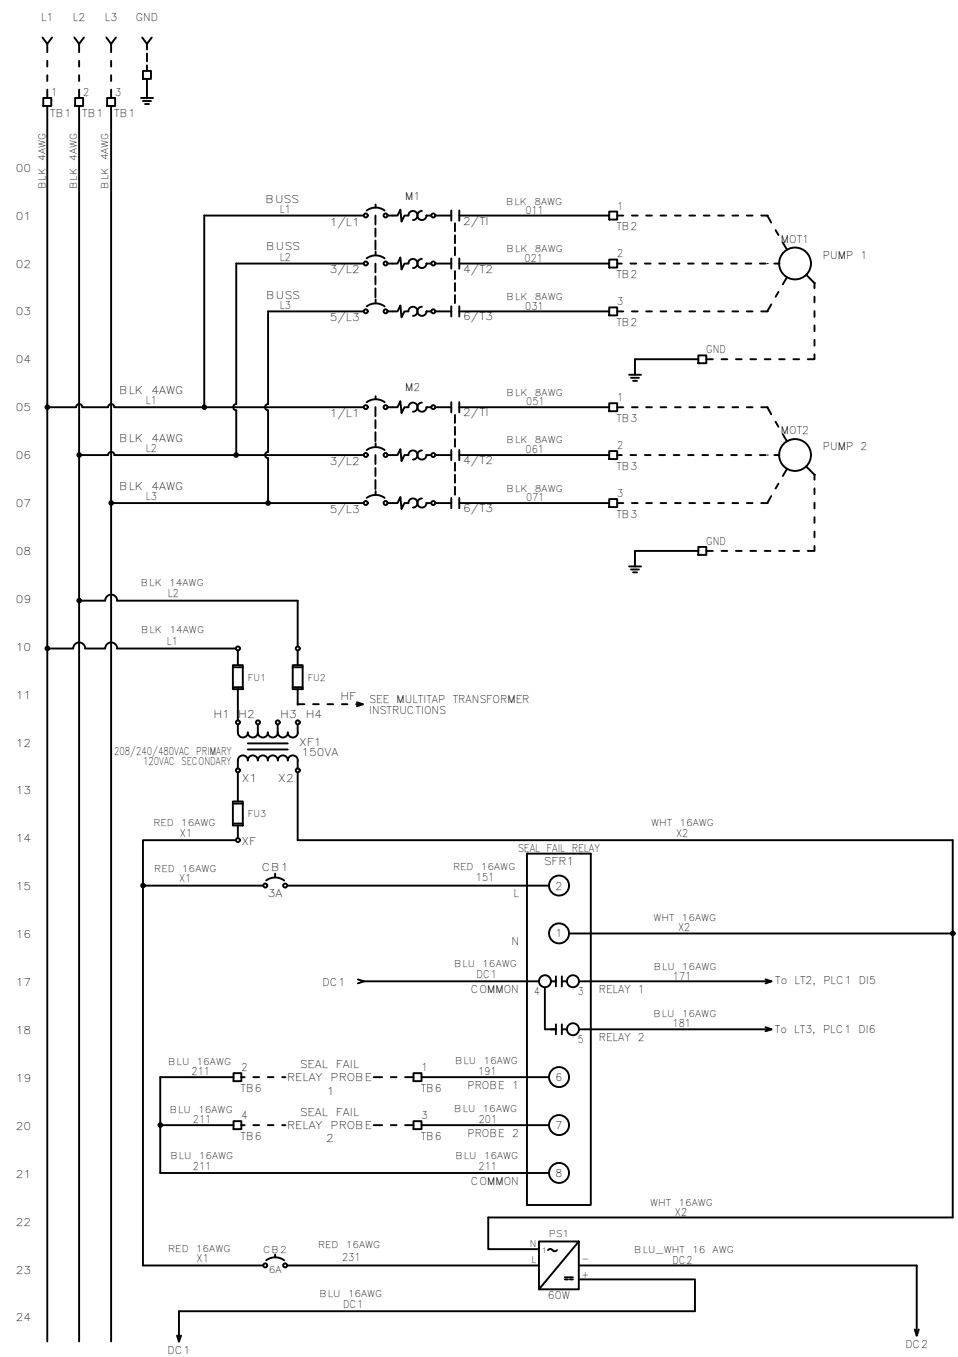 L1 L2 L3 GND
1 2 3
TB1 TB1 TB1
BLK 4AWG BLK 4AWG BLK 4AWG
00
01
BUSS
L1
1/L1
M1
2/T1
BLK 8AWG
011
1
TB2
MOT1
PUMP 1
02
BUSS
L2
3/L2
4/T2
BLK 8AWG
021
2
TB2
03
BUSS
L3
5/L3
6/T3
BLK 8AWG
031
3
TB2
04
GND
05
BLK 4AWG
L1
1/L1
M2
2/T1
BLK 8AWG
051
1
TB3
MOT2
PUMP 2
06
BLK 4AWG
L2
3/L2
4/T2
BLK 8AWG
061
2
TB3
07
BLK 4AWG
L3
5/L3
6/T3
BLK 8AWG
071
3
TB3
08
GND
09
BLK 14AWG
L2
10
BLK 14AWG
L1
FU1 FU2
11
HF
SEE MULTITAP TRANSFORMER
INSTRUCTIONS
H1 H2 H3 H4
12
208/240/480VAC PRIMARY
120VAC SECONDARY
XF1
150VA
X1 X2
13
FU3
14
RED 16AWG
X1
XF
WHT 16AWG
X2
SEAL FAIL RELAY
SFR1
15
RED 16AWG
X1
CB1
3A
RED 16AWG
151
L
2
16
N
1
WHT 16AWG
X2
17
DC1
BLU 16AWG
DC1
COMMON
4
3
RELAY 1
BLU 16AWG
171
To LT2, PLC1 DI5
18
5
RELAY 2
BLU 16AWG
181
To LT3, PLC1 DI6
19
BLU 16AWG
211
2
TB6
SEAL FAIL
RELAY PROBE
1
1
TB6
BLU 16AWG
191
PROBE 1
6
20
BLU 16AWG
211
4
TB6
SEAL FAIL
RELAY PROBE
2
3
TB6
BLU 16AWG
201
PROBE 2
7
21
BLU 16AWG
211
BLU 16AWG
211
COMMON
8
22
WHT 16AWG
X2
23
RED 16AWG
X1
CB2
6A
RED 16AWG
231
PS1
N
L
1
-
+
60W
BLU_WHT 16 AWG
DC2
24
BLU 16AWG
DC1
DC1
DC2